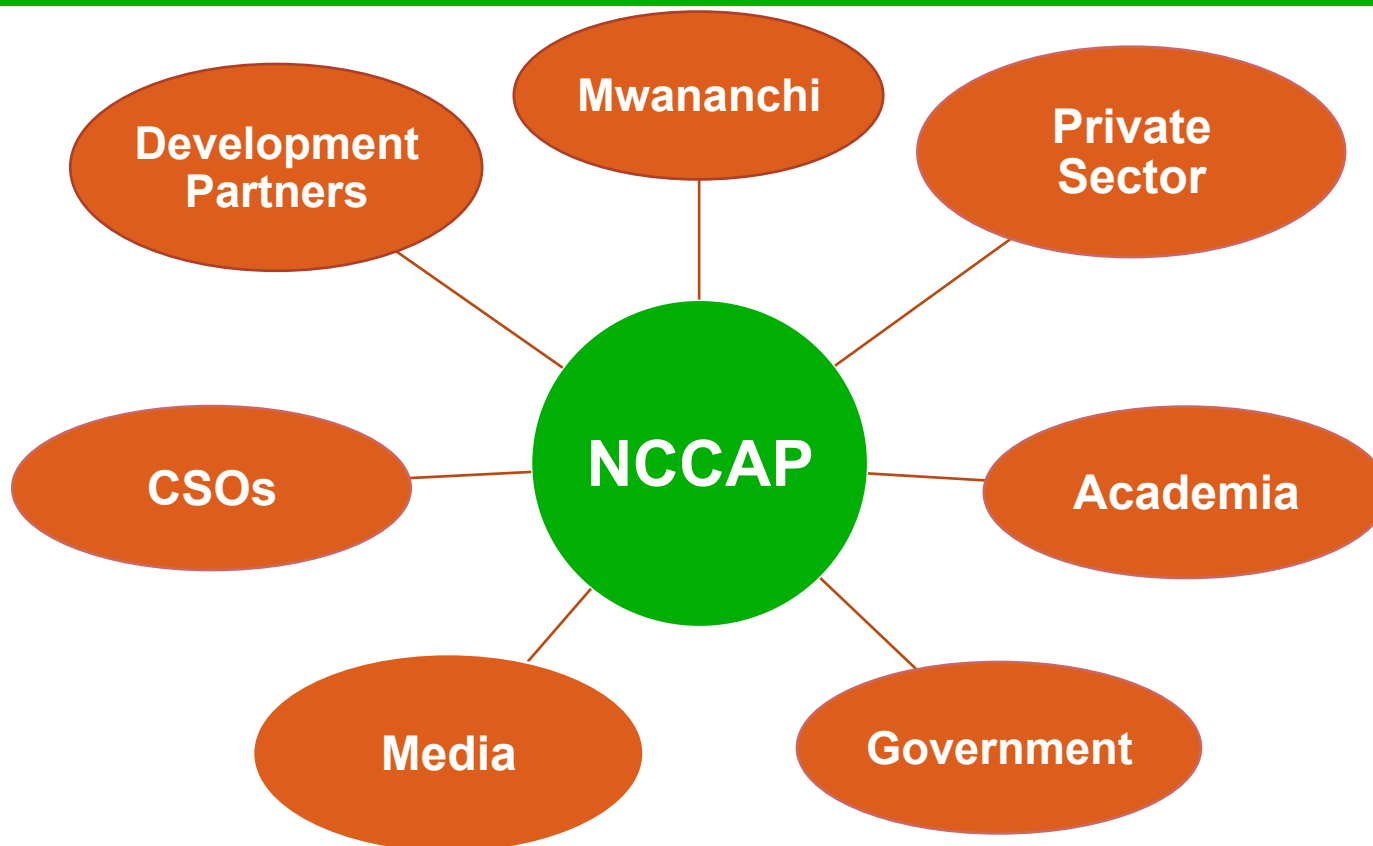 Mwananchi
Development
Partners
Private
Sector
NCCAP
CSOs
Academia
Media
Government